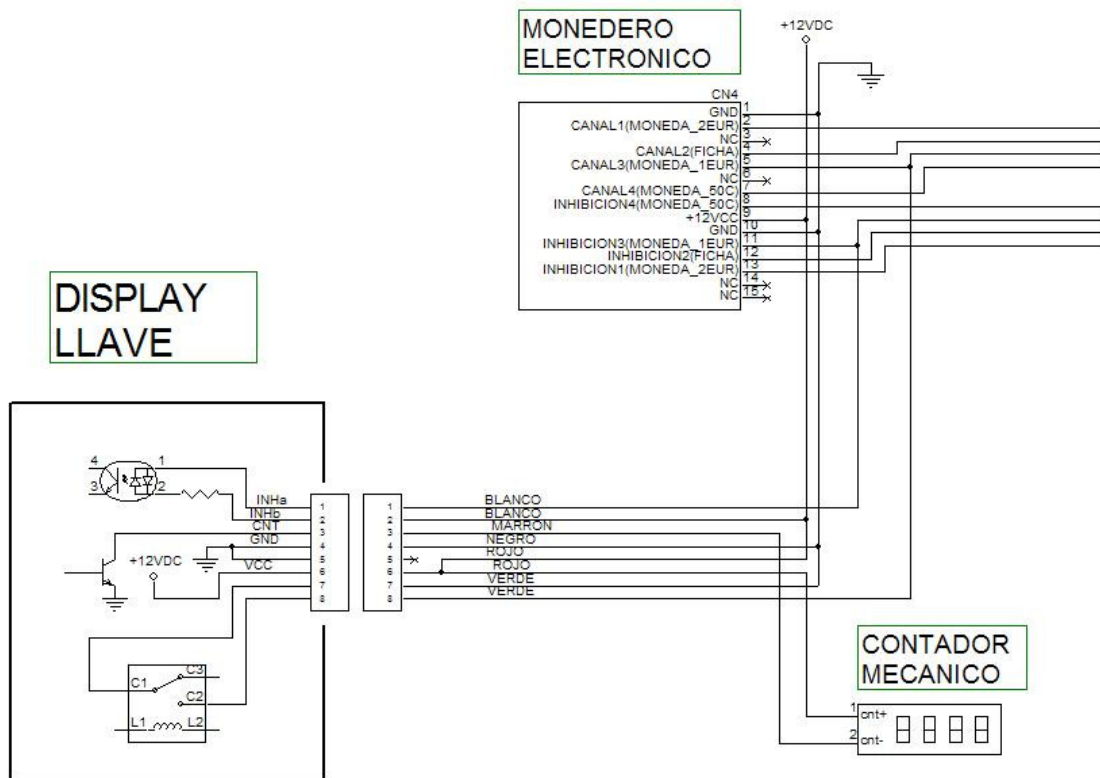 MONEDERO
ELECTRONICO
+12VDC
CN4
GND 1
CANAL1(MONEDA_2EUR) 2
NC 3
CANAL2(FICHA) 4
CANAL3(MONEDA_1EUR) 5
NC 6
CANAL4(MONEDA_50C) 7
INHIBICION4(MONEDA_50C) 8
+12VCC 9
GND 10
INHIBICION3(MONEDA_1EUR) 11
INHIBICION2(FICHA) 12
INHIBICION1(MONEDA_2EUR) 13
NC 14
NC 15
DISPLAY
LLAVE
4 1
3 2
INHa 1 1 BLANCO
INHb 2 2 BLANCO
CNT 3 3 MARRON
GND 4 4 NEGRO
5 5 ROJO
+12VDC VCC 6 6 ROJO
7 7 VERDE
8 8 VERDE
C3
C1
C2
L1 L2
CONTADOR
MECANICO
1 cnt+
2 cnt-